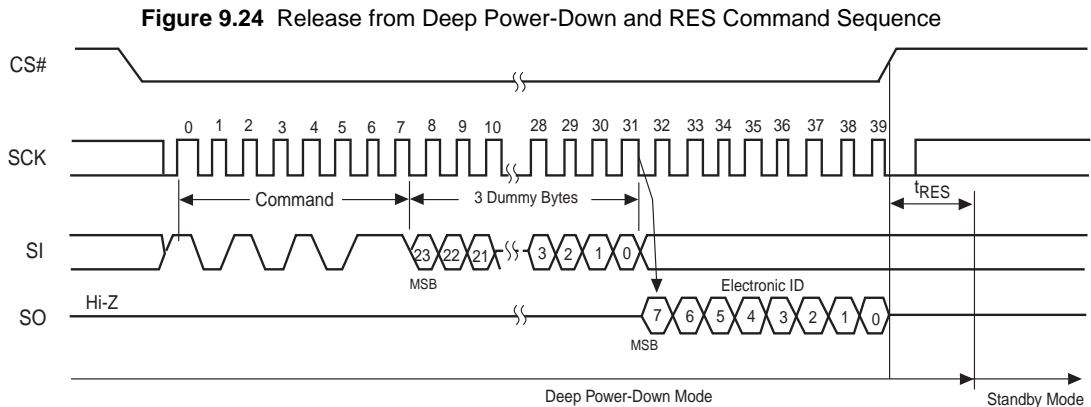 Figure 9.24 Release from Deep Power-Down and RES Command Sequence
CS#
0 1 2 3 4 5 6 7 8 9 10 28 29 30 31 32 33 34 35 36 37 38 39
SCK
Command 3 Dummy Bytes tRES
SI 23 22 21 3 2 1 0
MSB
Hi-Z Electronic ID
SO 7 6 5 4 3 2 1 0
MSB
Deep Power-Down Mode Standby Mode